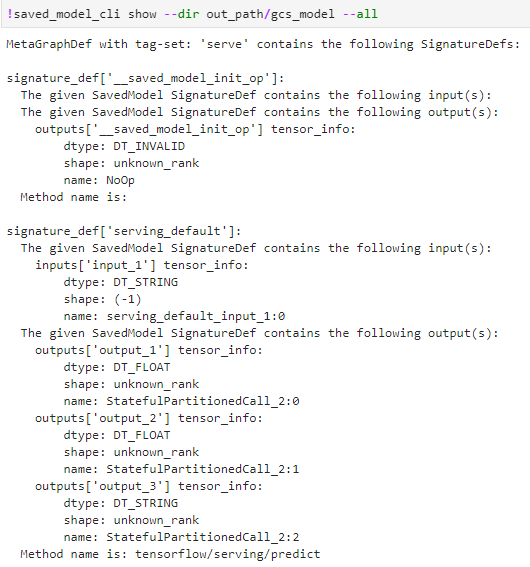 !saved_model_cli show --dir out_path/gcs_model --all
MetaGraphDef with tag-set: 'serve' contains the following SignatureDefs:
signature_def['__saved_model_init_op']:
The given SavedModel SignatureDef contains the following input(s):
The given SavedModel SignatureDef contains the following output(s):
outputs['__saved_model_init_op'] tensor_info:
dtype: DT_INVALID
shape: unknown_rank
name: NoOp
Method name is:
signature_def['serving_default']:
The given SavedModel SignatureDef contains the following input(s):
inputs['input_1'] tensor_info:
dtype: DT_STRING
shape: (-1)
name: serving_default_input_1:0
The given SavedModel SignatureDef contains the following output(s):
outputs['output_1'] tensor_info:
dtype: DT_FLOAT
shape: unknown_rank
name: StatefulPartitionedCall_2:0
outputs['output_2'] tensor_info:
dtype: DT_FLOAT
shape: unknown_rank
name: StatefulPartitionedCall_2:1
outputs['output_3'] tensor_info:
dtype: DT_STRING
shape: unknown_rank
name: StatefulPartitionedCall_2:2
Method name is: tensorflow/serving/predict